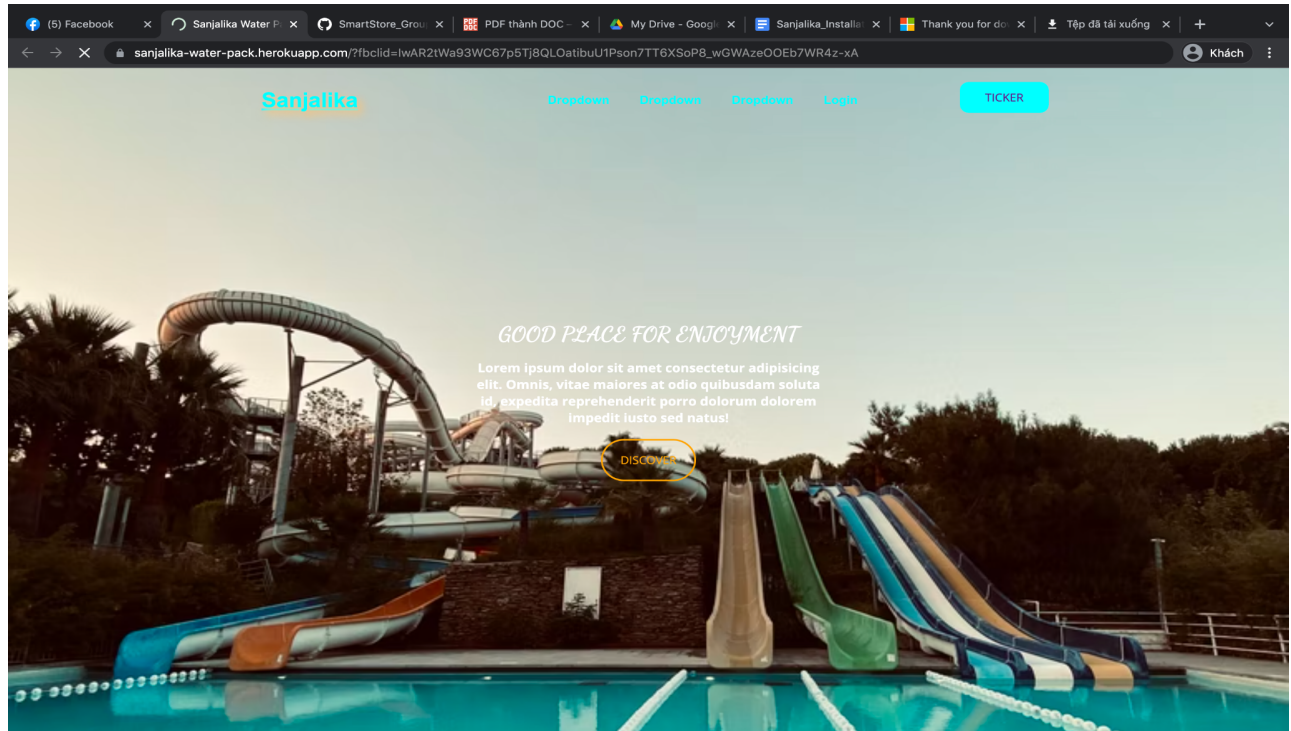 (5) Facebook
Sanjalika Water P
SmartStore_Grou
PDF thành DOC –
My Drive - Google
Sanjalika_Installat
Thank you for do
Tệp đã tải xuống
sanjalika-water-pack.herokuapp.com/?fbclid=IwAR2tWa93WC67p5Tj8QLOatibuU1Pson7TT6XSoP8_wGWAzeOOEb7WR4z-xA
Khách
Sanjalika
Dropdown
Dropdown
Dropdown
Login
TICKER
GOOD PLACE FOR ENJOYMENT
Lorem ipsum dolor sit amet consectetur adipisicing
elit. Omnis, vitae maiores at odio quibusdam soluta
id, expedita reprehenderit porro dolorum dolorem
impedit iusto sed natus!
DISCOVER